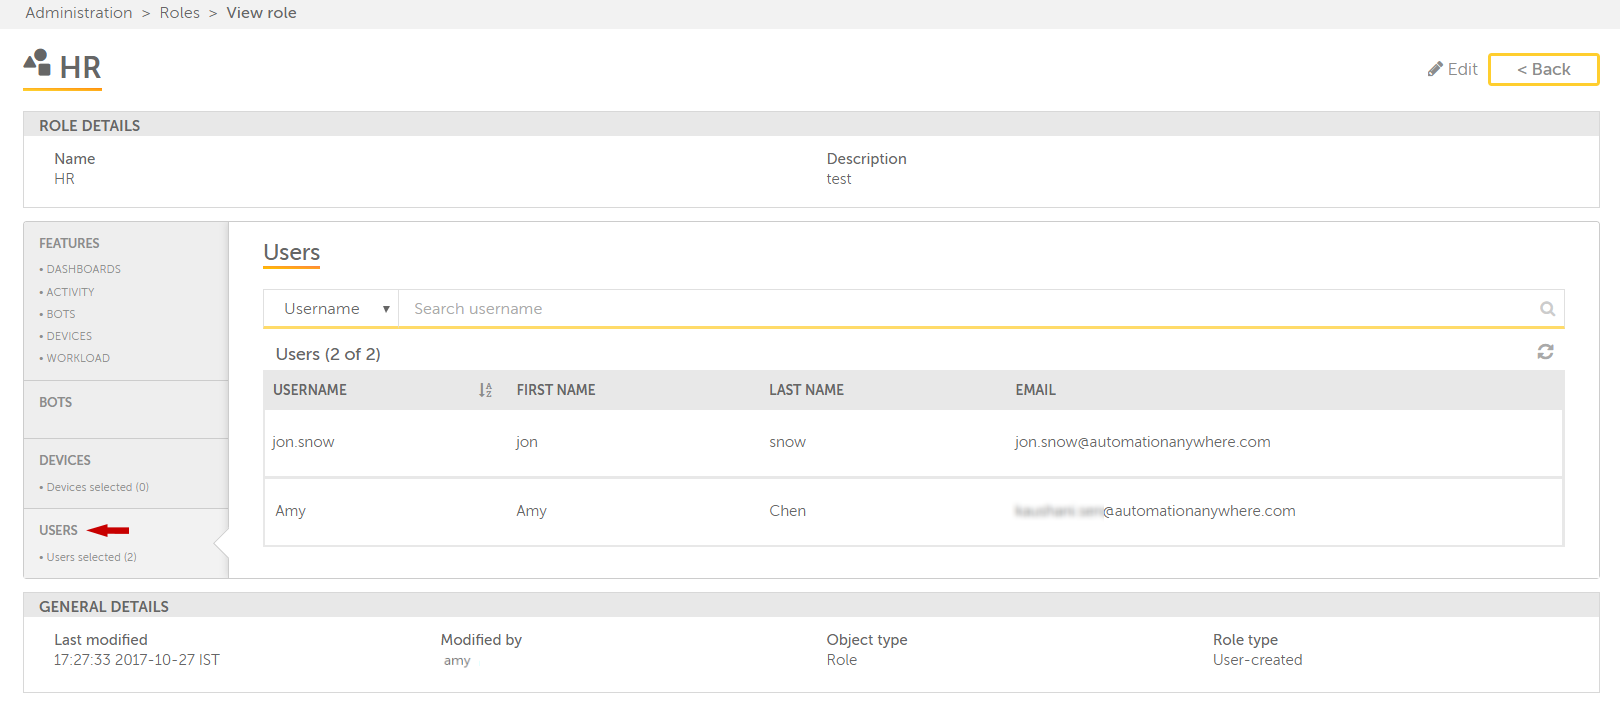 Administration > Roles > View role
HR
Edit
< Back
ROLE DETAILS
Name
HR
Description
test
FEATURES
• DASHBOARDS
• ACTIVITY
• BOTS
• DEVICES
• WORKLOAD
BOTS
DEVICES
• Devices selected (0)
USERS
• Users selected (2)
Users
Username ▼ Search username
Users (2 of 2)
USERNAME FIRST NAME LAST NAME EMAIL
jon.snow jon snow jon.snow@automationanywhere.com
Amy Amy Chen @automationanywhere.com
GENERAL DETAILS
Last modified
17:27:33 2017-10-27 IST
Modified by
amy
Object type
Role
Role type
User-created